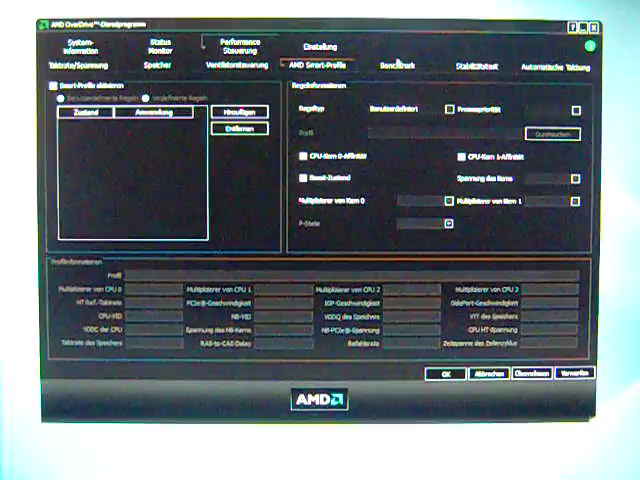 AMD OverDrive™-Dienstprogramm
System-Information
Status Monitor
Performance Steuerung
Einstellung
Taktrate/Spannung
Speicher
Ventilatorsteuerung
AMD Smart-Profile
Benchmark
Stabilitätstest
Automatische Taktung
Smart-Profile aktivieren
Benutzerdefinierte Regeln
Vordefinierte Regeln
Zustand
Anwendung
Hinzufügen
Entfernen
Regelinformationen
Regeltyp
Benutzerdefiniert
Prozesspriorität
Profil
Durchsuchen
CPU-Kern 0-Affinität
CPU-Kern 1-Affinität
Boost-Zustand
Spannung des Kerns
Multiplizierer von Kern 0
Multiplizierer von Kern 1
P-State
Profilinformationen
Profil
Multiplizierer von CPU 0
Multiplizierer von CPU 1
Multiplizierer von CPU 2
Multiplizierer von CPU 3
HT Ref.-Taktrate
PCIe®-Geschwindigkeit
IGP-Geschwindigkeit
SidePort-Geschwindigkeit
CPU-VID
NB-VID
VDDQ des Speichers
VTT des Speichers
VDDC der CPU
Spannung des NB-Kerns
NB-PCIe®-Spannung
CPU HT-Spannung
Taktrate des Speichers
RAS-to-CAS Delay
Refreshrate
Zeitspanne des Zeilenzyklus
OK
Abbrechen
Übernehmen
Verwerfen
AMD